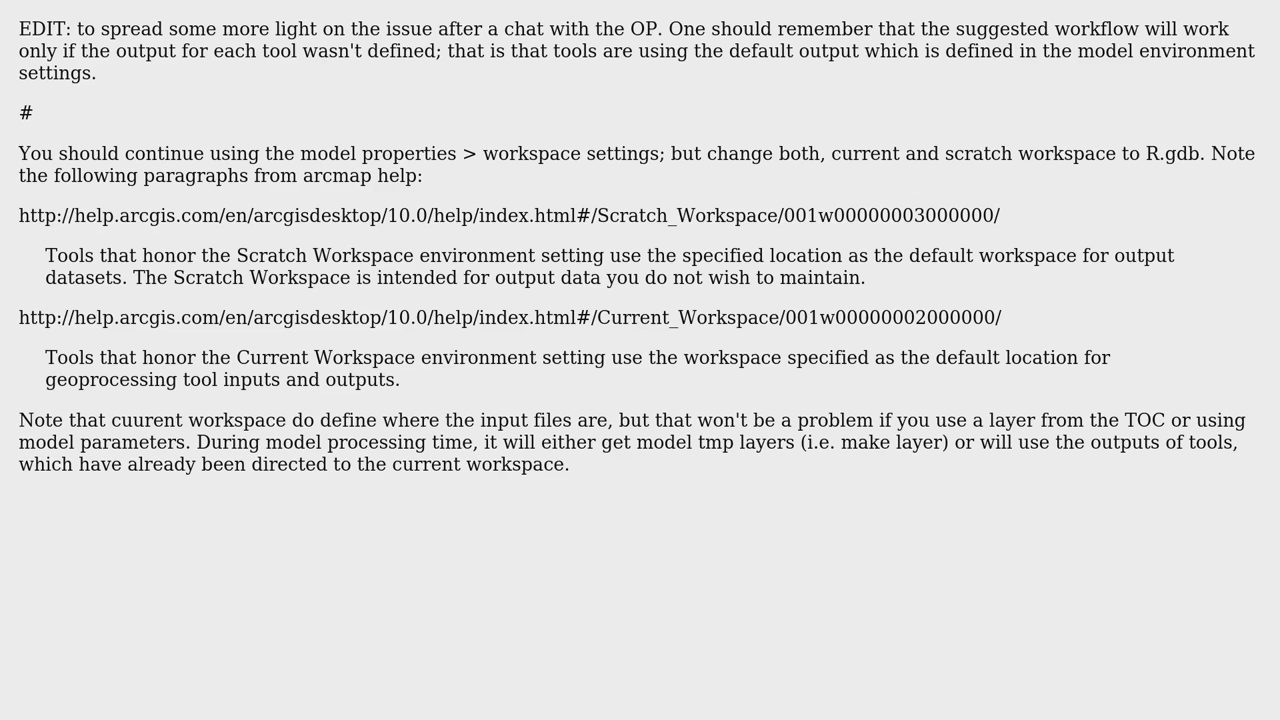 EDIT: to spread some more light on the issue after a chat with the OP. One should remember that the suggested workflow will work
only if the output for each tool wasn't defined; that is that tools are using the default output which is defined in the model environment
settings.
#
You should continue using the model properties > workspace settings; but change both, current and scratch workspace to R.gdb. Note
the following paragraphs from arcmap help:
http://help.arcgis.com/en/arcgisdesktop/10.0/help/index.html#/Scratch_Workspace/001w00000003000000/
Tools that honor the Scratch Workspace environment setting use the specified location as the default workspace for output
datasets. The Scratch Workspace is intended for output data you do not wish to maintain.
http://help.arcgis.com/en/arcgisdesktop/10.0/help/index.html#/Current_Workspace/001w00000002000000/
Tools that honor the Current Workspace environment setting use the workspace specified as the default location for
geoprocessing tool inputs and outputs.
Note that cuurent workspace do define where the input files are, but that won't be a problem if you use a layer from the TOC or using
model parameters. During model processing time, it will either get model tmp layers (i.e. make layer) or will use the outputs of tools,
which have already been directed to the current workspace.